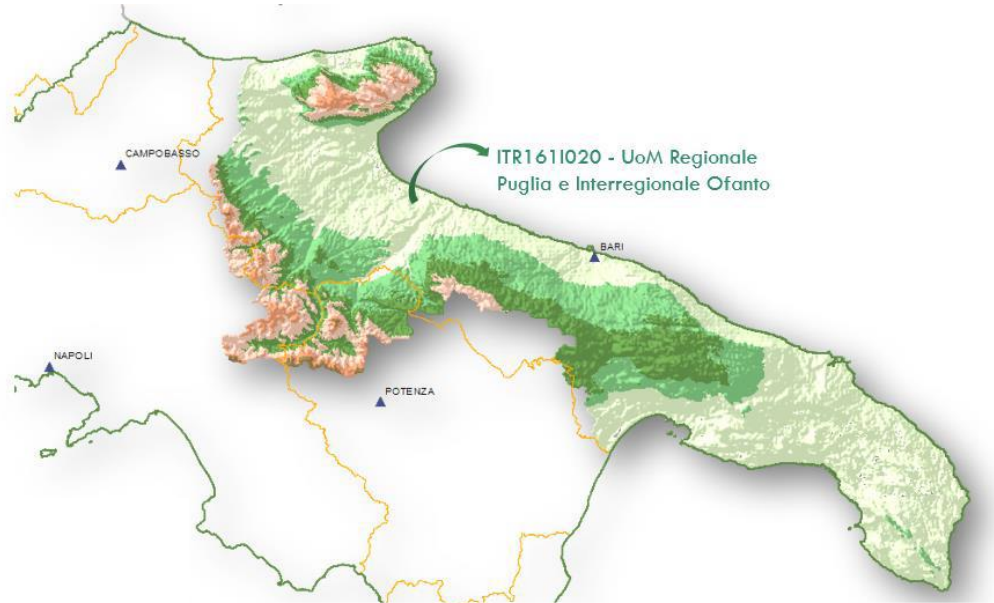 CAMPOBASSO
ITR161I020 - UoM Regionale
Puglia e Interregionale Ofanto
BARI
NAPOLI
POTENZA